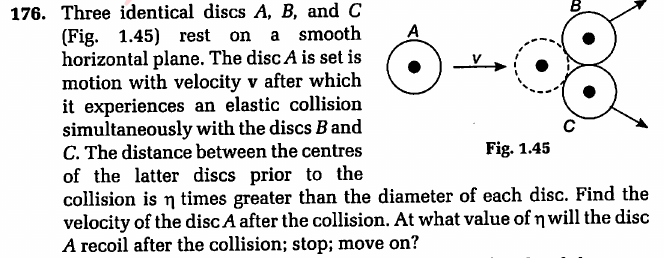 176. Three identical discs A, B, and C
(Fig. 1.45) rest on a smooth
horizontal plane. The disc A is set is
motion with velocity v after which
it experiences an elastic collision
simultaneously with the discs B and
C. The distance between the centres
of the latter discs prior to the
collision is η times greater than the diameter of each disc. Find the
velocity of the disc A after the collision. At what value of η will the disc
A recoil after the collision; stop; move on?
A
v
B
C
Fig. 1.45